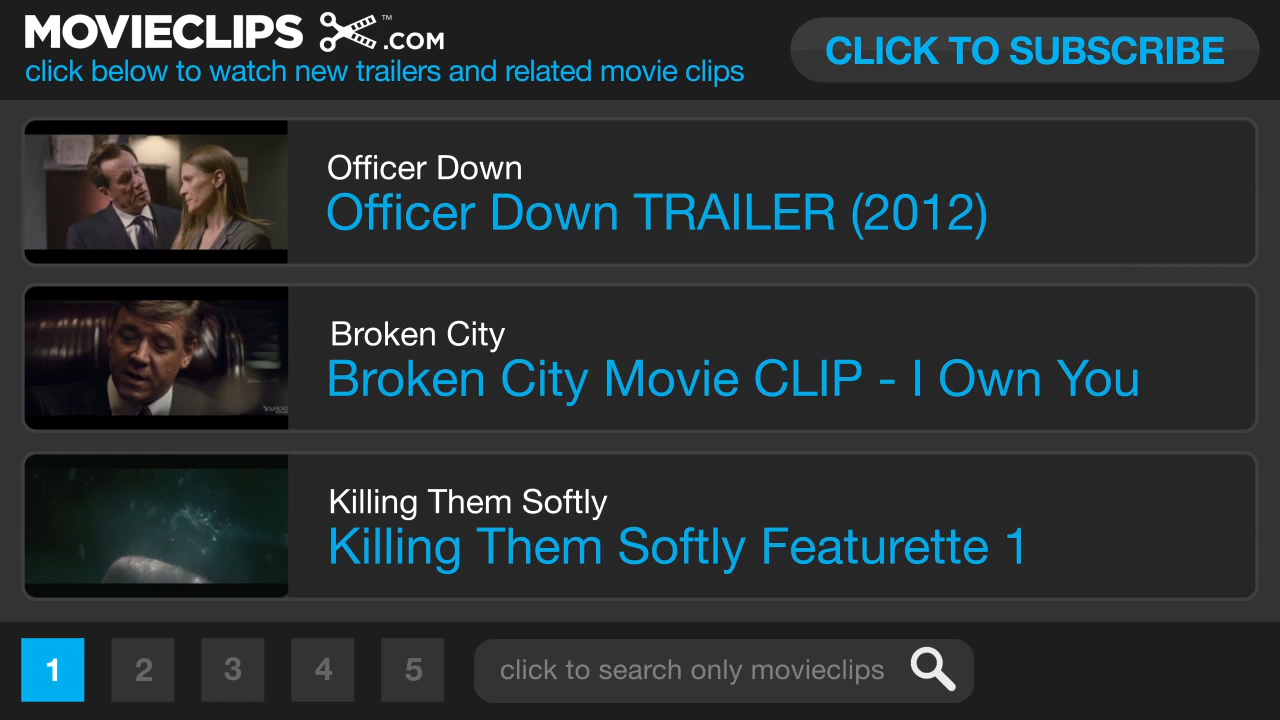 MOVIECLIPS ™ .COM
click below to watch new trailers and related movie clips
CLICK TO SUBSCRIBE
Officer Down
Officer Down TRAILER (2012)
Broken City
Broken City Movie CLIP - I Own You
YAHOO!
Killing Them Softly
Killing Them Softly Featurette 1
1 2 3 4 5 click to search only movieclips